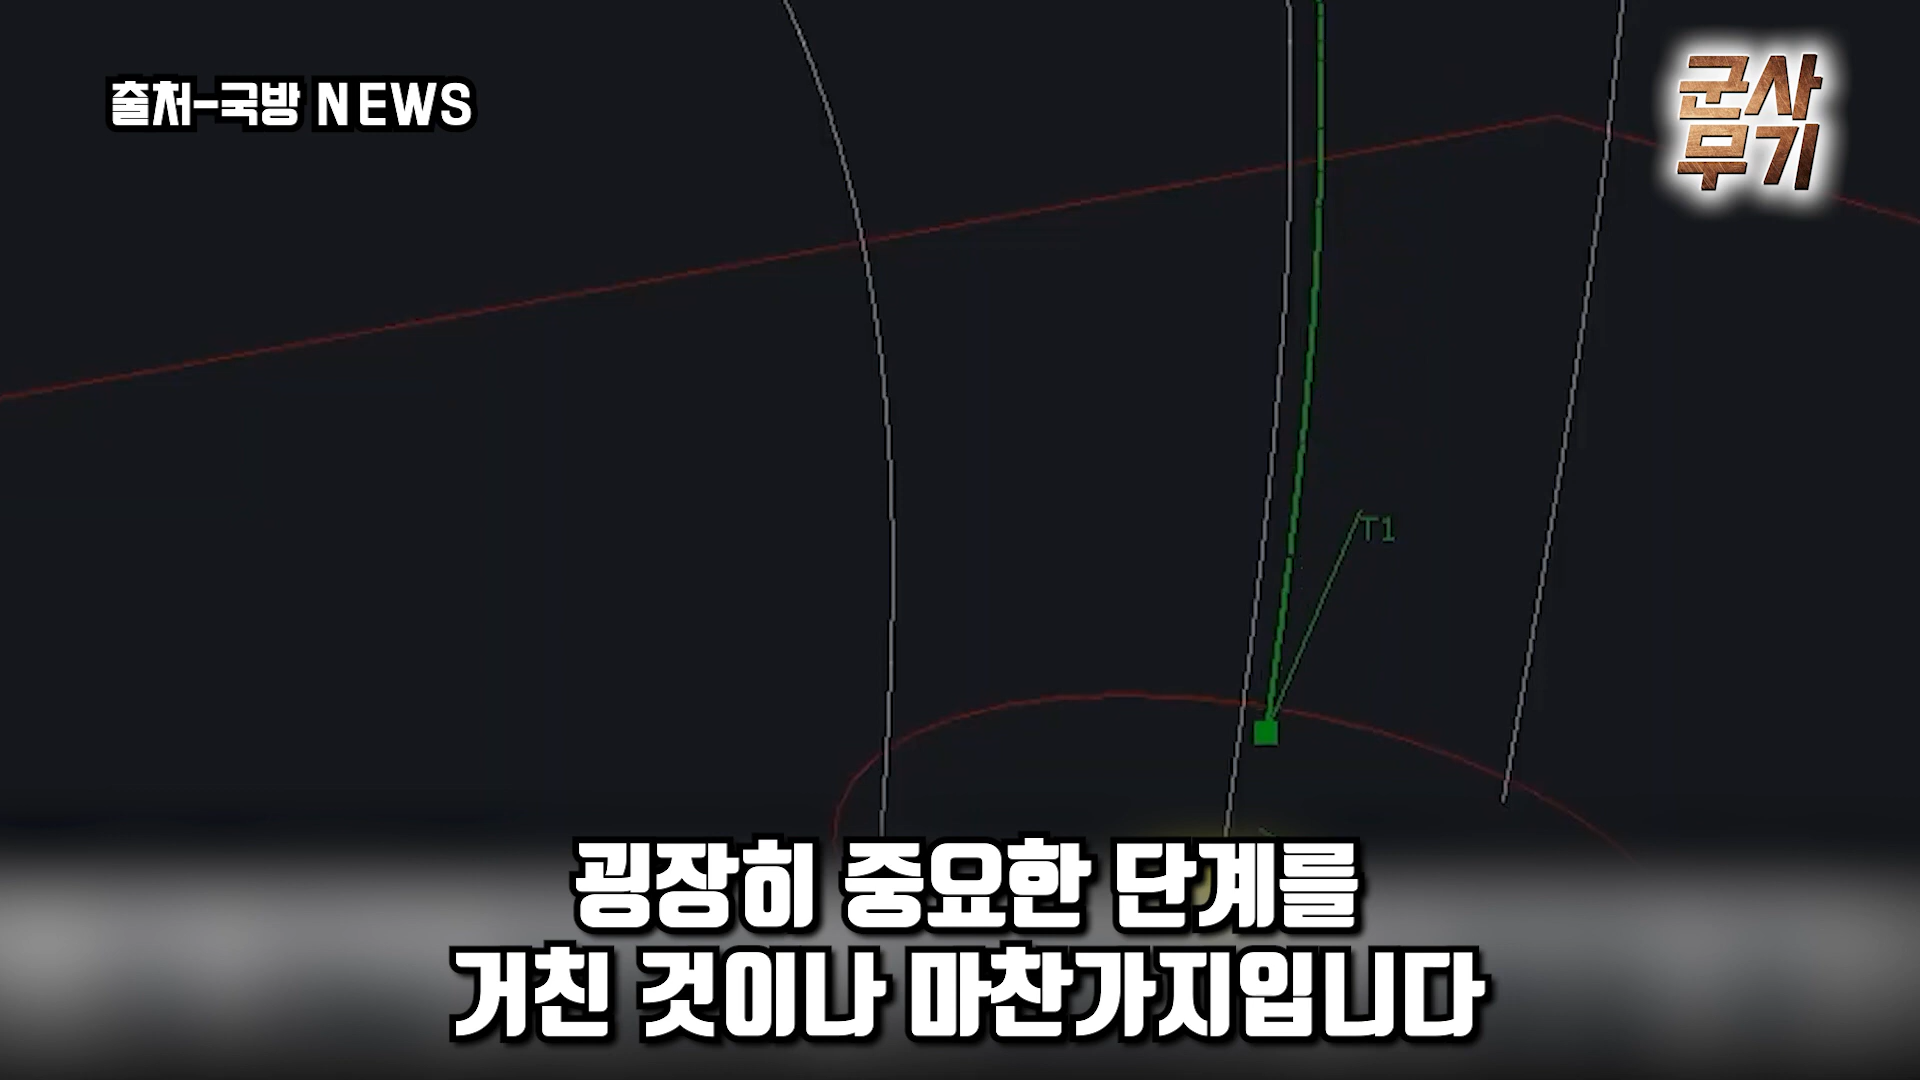 출처-국방 NEWS
군사
무기
T1
굉장히 중요한 단계를
거친 것이나 마찬가지입니다